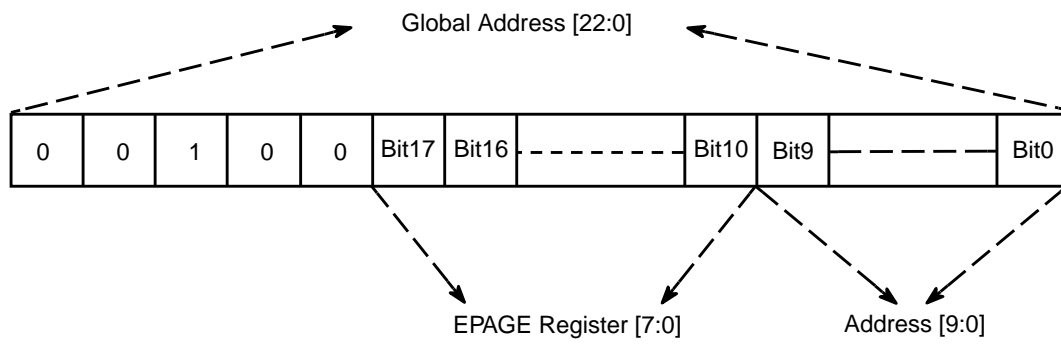 Global Address [22:0]
0 0 1 0 0 Bit17 Bit16 Bit10 Bit9 Bit0
EPAGE Register [7:0] Address [9:0]